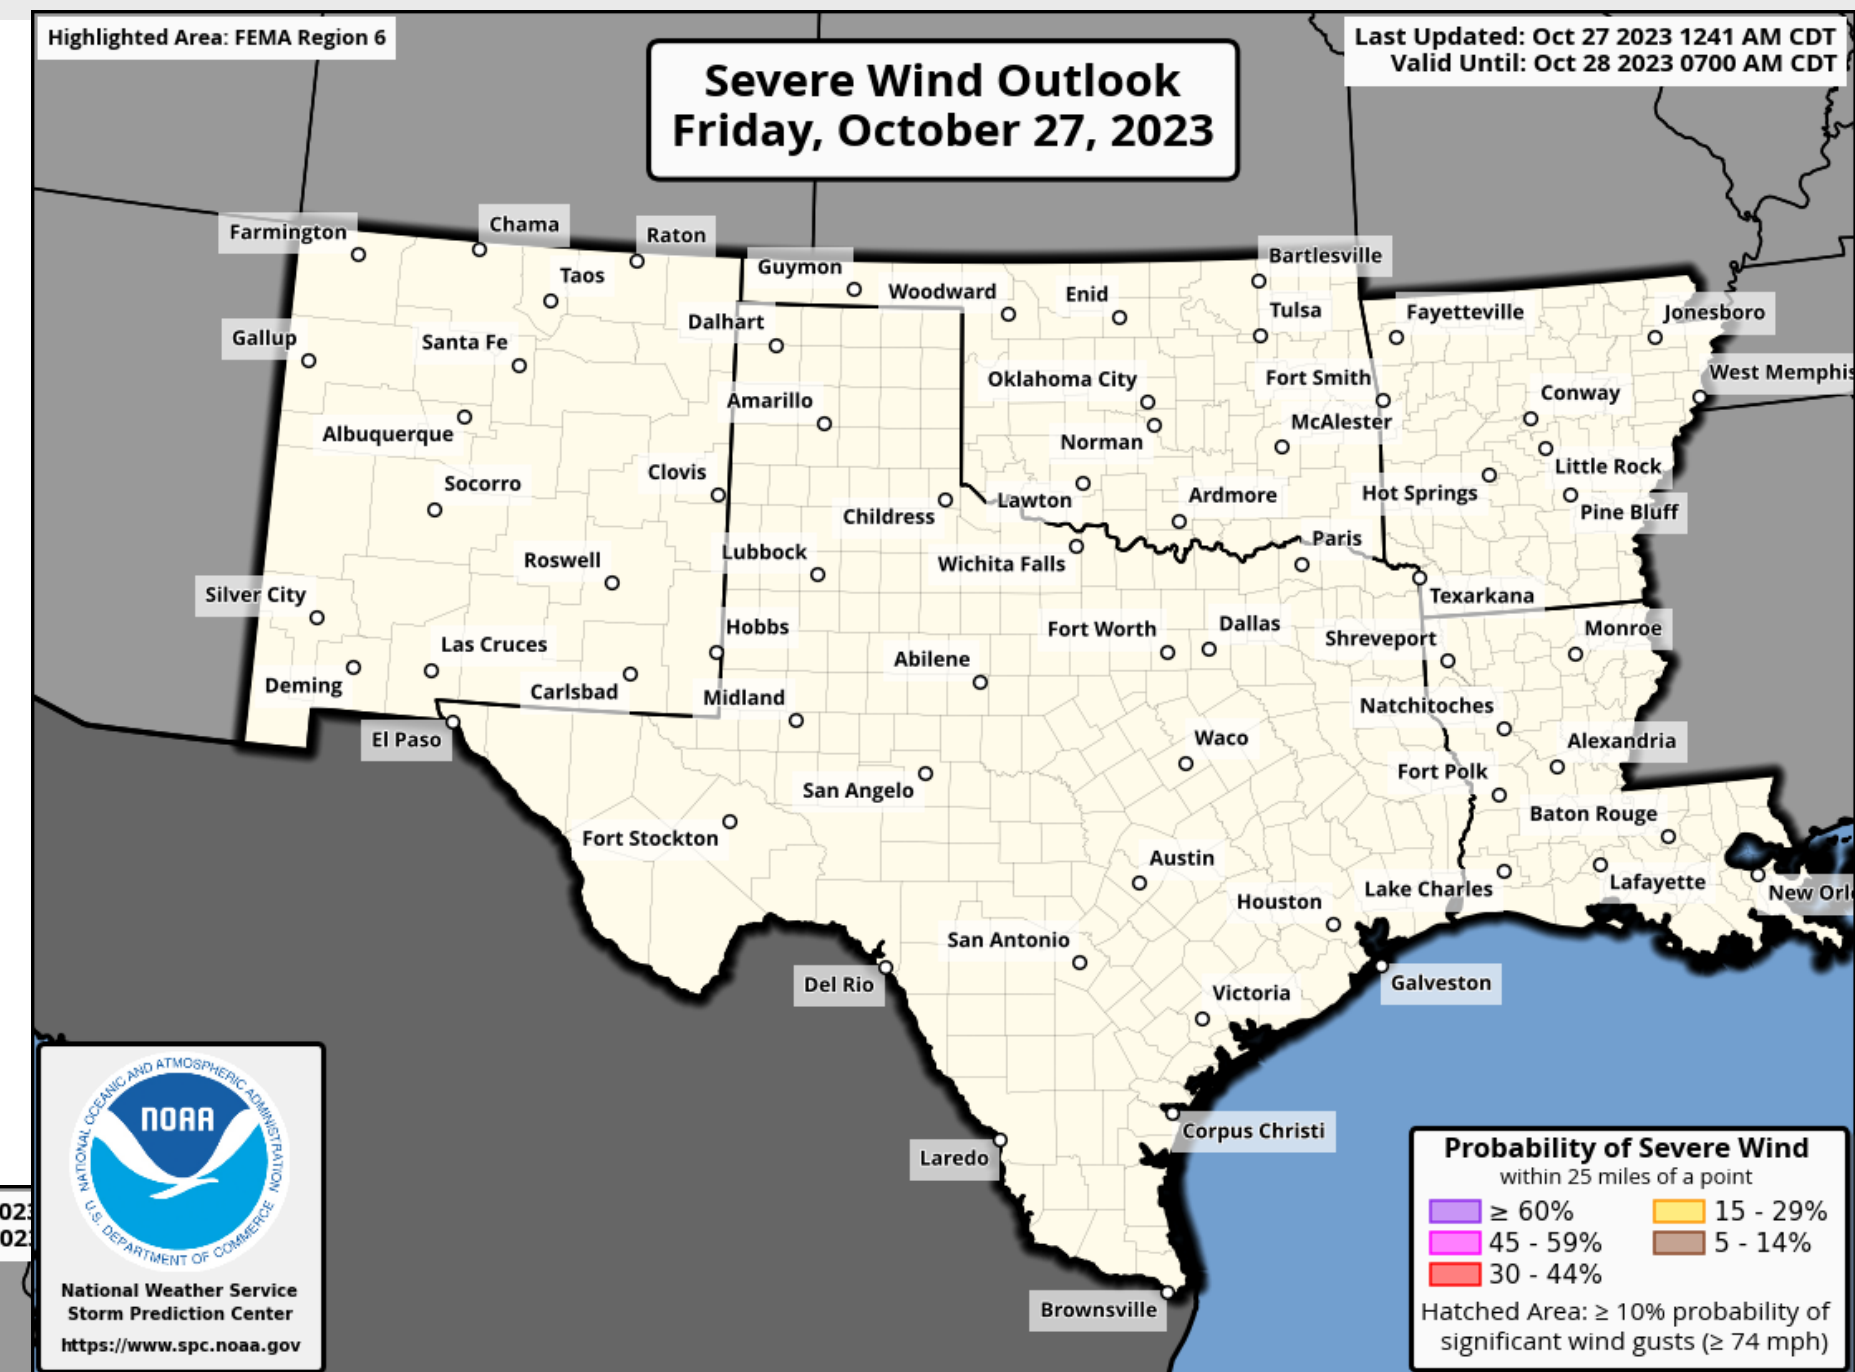 Highlighted Area: FEMA Region 6
Last Updated: Oct 27 2023 1241 AM CDT
Valid Until: Oct 28 2023 0700 AM CDT
Severe Wind Outlook
Friday, October 27, 2023
Farmington
Chama
Raton
Taos
Guymon
Woodward
Enid
Bartlesville
Tulsa
Fayetteville
Jonesboro
Gallup
Santa Fe
Dalhart
Oklahoma City
Fort Smith
West Memphis
Amarillo
Conway
Albuquerque
Norman
McAlester
Little Rock
Socorro
Clovis
Childress
Lawton
Ardmore
Hot Springs
Pine Bluff
Roswell
Lubbock
Wichita Falls
Paris
Texarkana
Silver City
Las Cruces
Hobbs
Fort Worth
Dallas
Shreveport
Monroe
Deming
Carlsbad
Midland
Abilene
Natchitoches
El Paso
Waco
Alexandria
San Angelo
Fort Polk
Fort Stockton
Baton Rouge
Austin
Lake Charles
Lafayette
New Orl
Houston
San Antonio
Del Rio
Victoria
Galveston
Laredo
Corpus Christi
Brownsville
023
023
NATIONAL OCEANIC AND ATMOSPHERIC ADMINISTRATION
NOAA
U.S. DEPARTMENT OF COMMERCE
National Weather Service
Storm Prediction Center
https://www.spc.noaa.gov
Probability of Severe Wind
within 25 miles of a point
≥ 60%
15 - 29%
45 - 59%
5 - 14%
30 - 44%
Hatched Area: ≥ 10% probability of
significant wind gusts (≥ 74 mph)